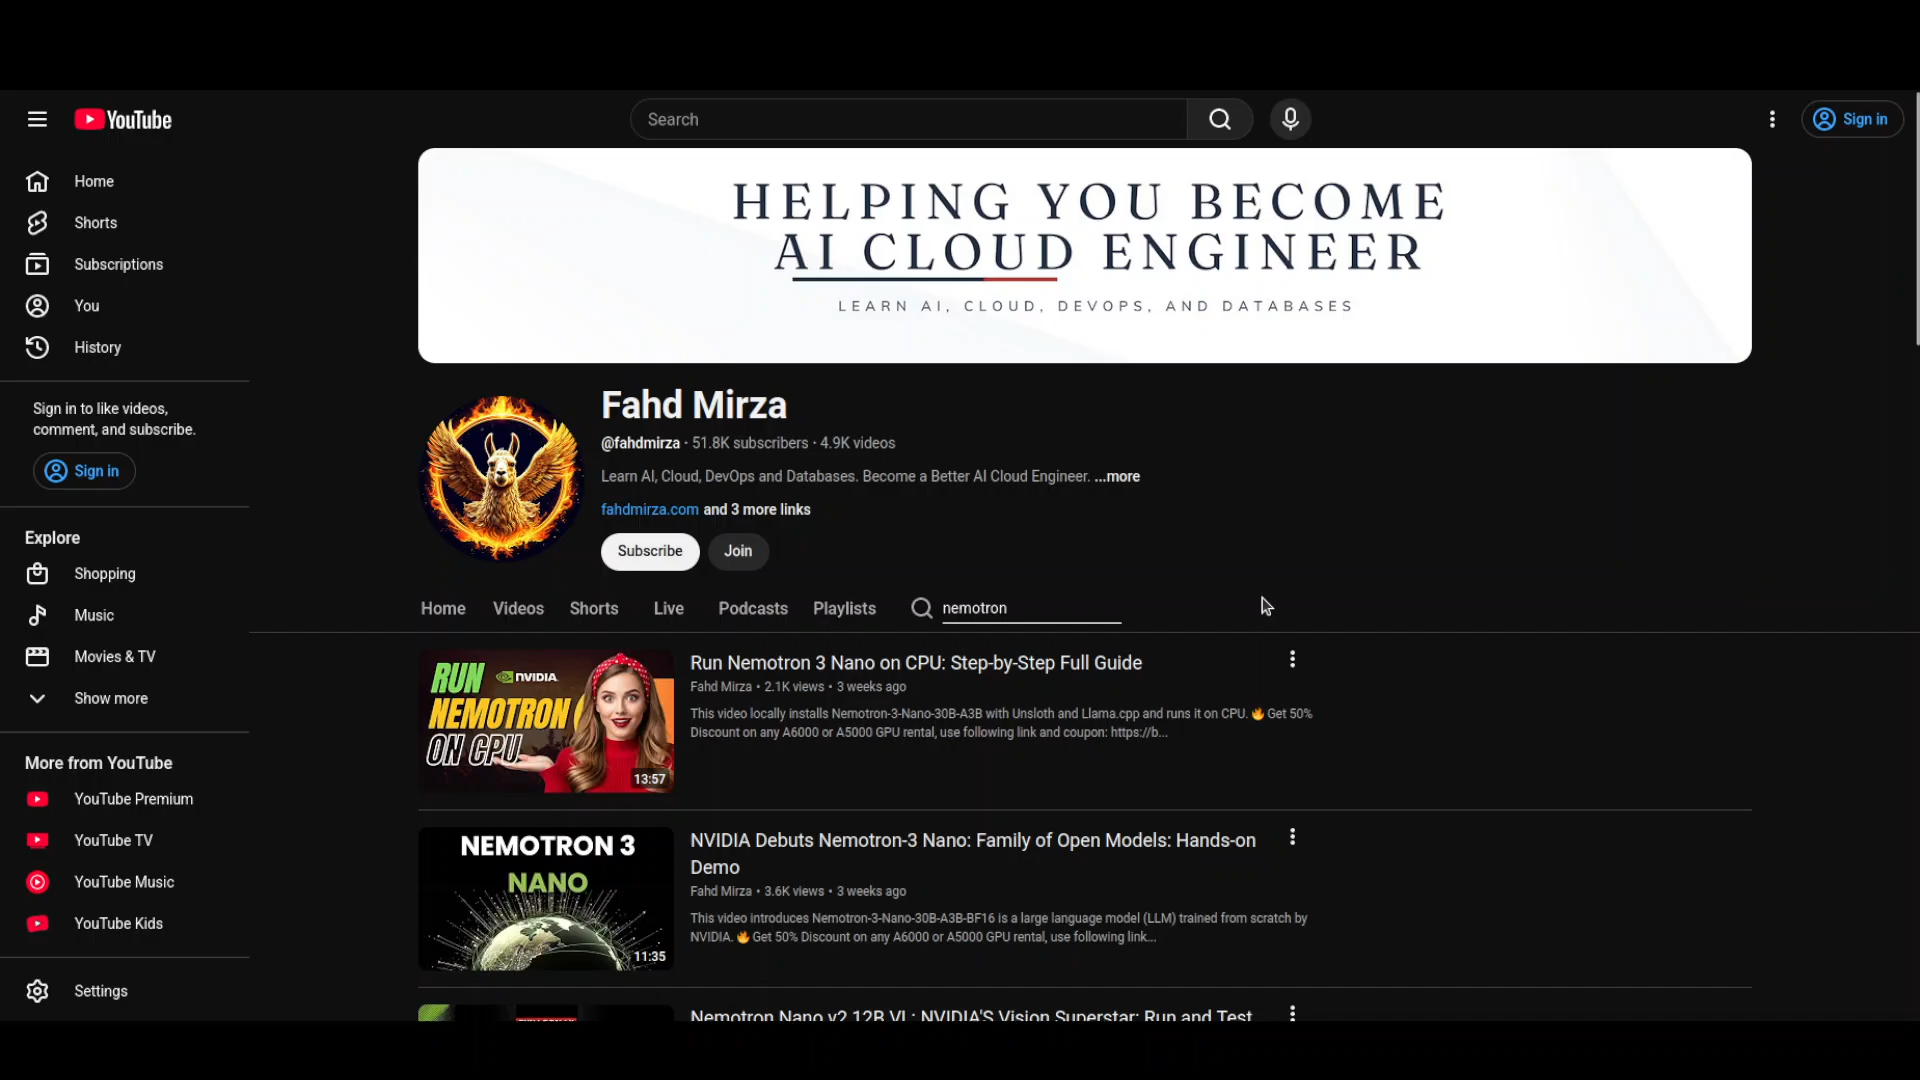 YouTube
Search
Sign in
Home
Shorts
Subscriptions
You
History
Sign in to like videos,
comment, and subscribe.
Sign in
Explore
Shopping
Music
Movies & TV
Show more
More from YouTube
YouTube Premium
YouTube TV
YouTube Music
YouTube Kids
Settings
HELPING YOU BECOME
AI CLOUD ENGINEER
LEARN AI, CLOUD, DEVOPS, AND DATABASES
Fahd Mirza
@fahdmirza · 51.8K subscribers · 4.9K videos
Learn AI, Cloud, DevOps and Databases. Become a Better AI Cloud Engineer. ...more
fahdmirza.com and 3 more links
Subscribe Join
Home Videos Shorts Live Podcasts Playlists nemotron
RUN NVIDIA.
NEMOTRON
ON CPU
13:57
Run Nemotron 3 Nano on CPU: Step-by-Step Full Guide
Fahd Mirza • 2.1K views • 3 weeks ago
This video locally installs Nemotron-3-Nano-30B-A3B with Unsloth and Llama.cpp and runs it on CPU. 🔥Get 50%
Discount on any A6000 or A5000 GPU rental, use following link and coupon: https://b...
NEMOTRON 3
NANO
11:35
NVIDIA Debuts Nemotron-3 Nano: Family of Open Models: Hands-on
Demo
Fahd Mirza • 3.6K views • 3 weeks ago
This video introduces Nemotron-3-Nano-30B-A3B-BF16 is a large language model (LLM) trained from scratch by
NVIDIA. 🔥Get 50% Discount on any A6000 or A5000 GPU rental, use following link...
Nemotron Nano v2 12B VL: NVIDIA'S Vision Superstar: Run and Test